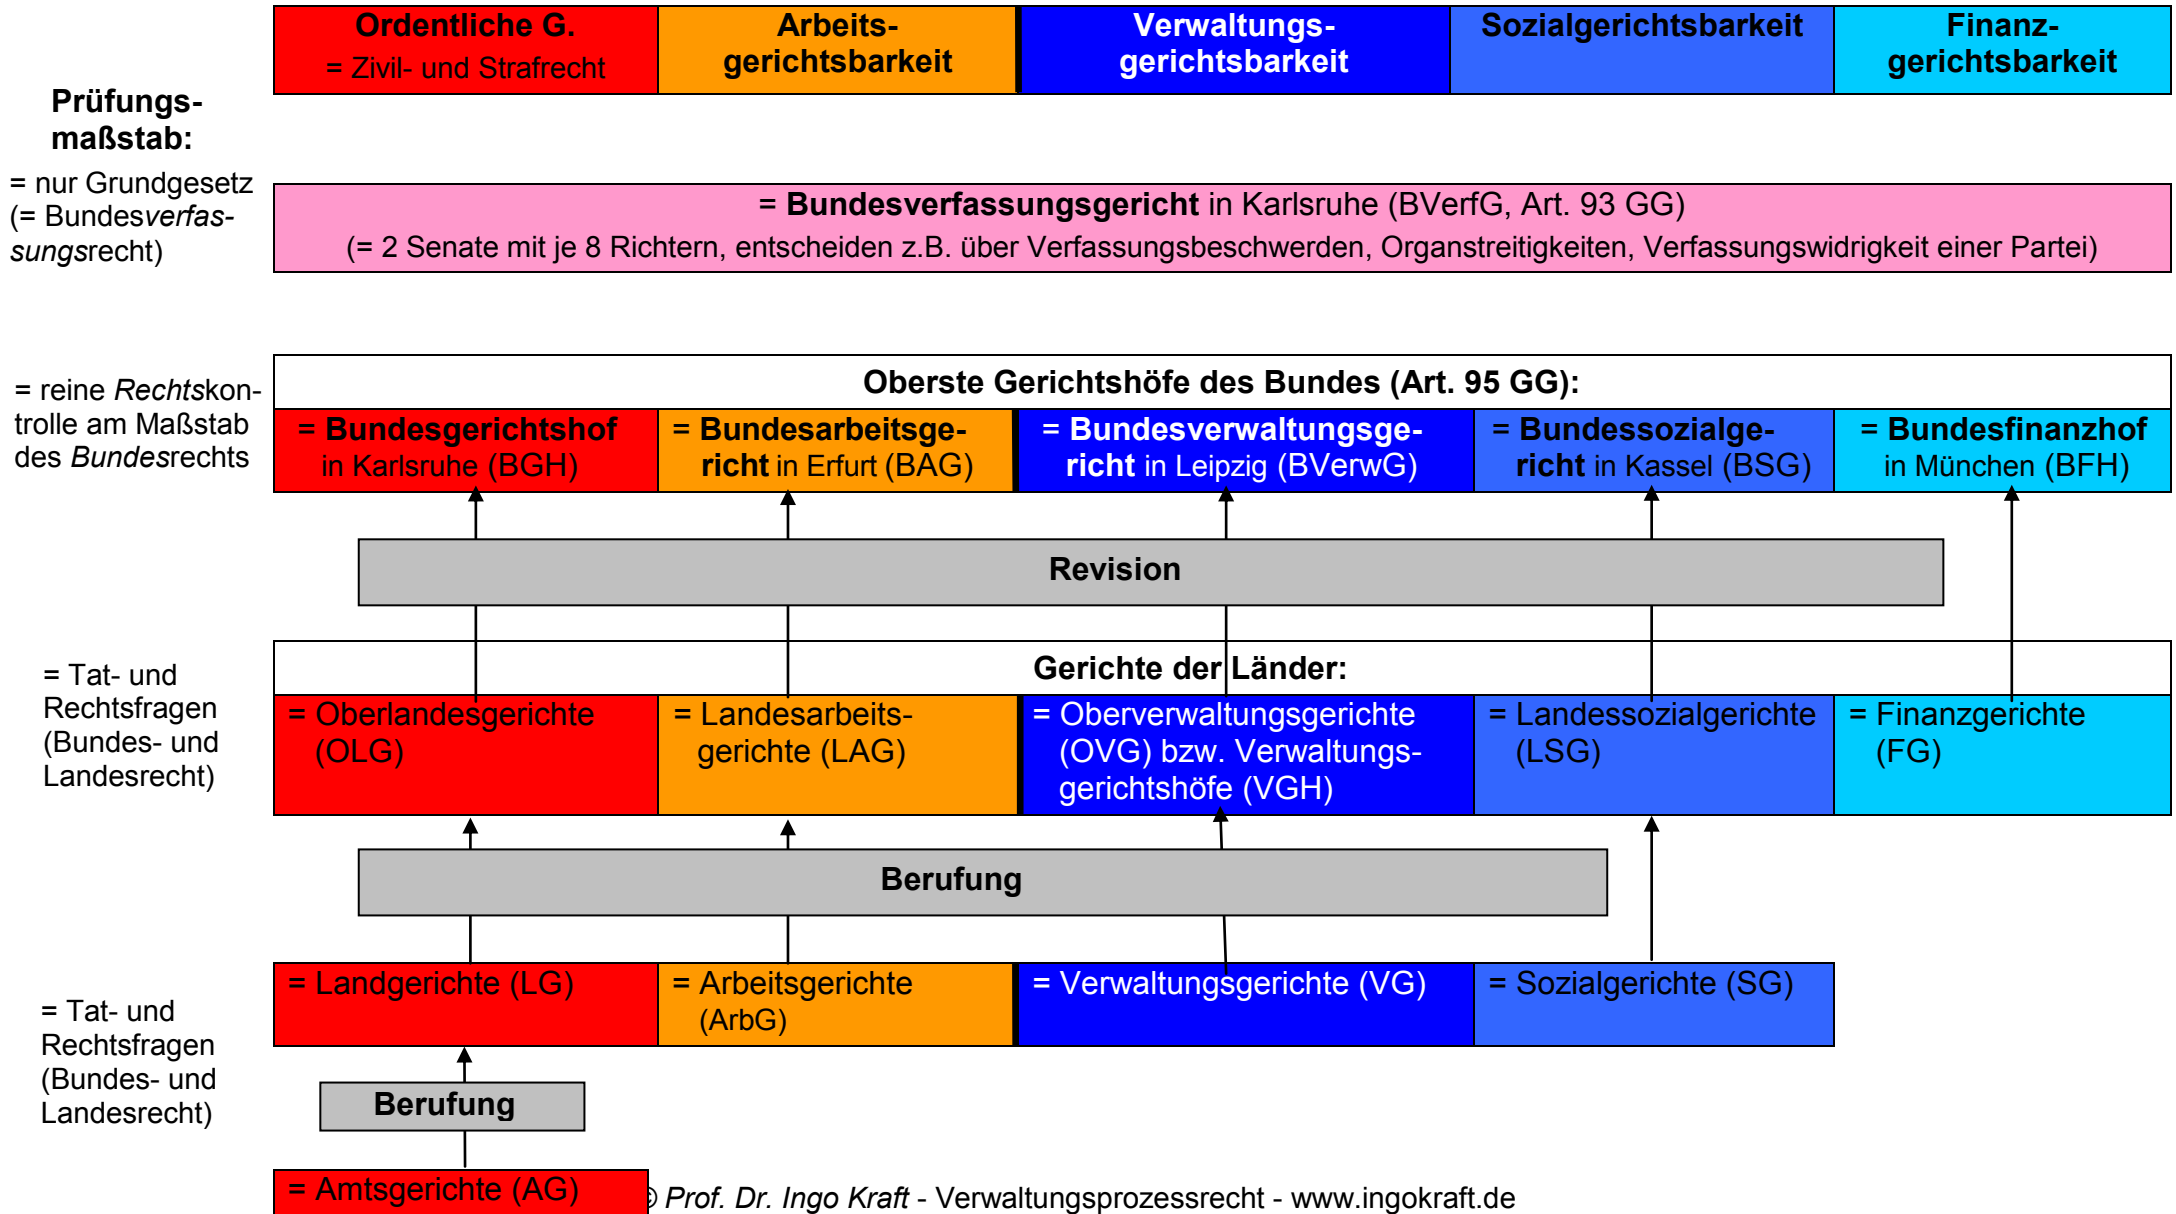 Ordentliche G.
= Zivil- und Strafrecht
Arbeits-
gerichtsbarkeit
Verwaltungs-
gerichtsbarkeit
Sozialgerichtsbarkeit
Finanz-
gerichtsbarkeit
Prüfungs-
maßstab:
= nur Grundgesetz
(= Bundesverfas-
sungsrecht)
= Bundesverfassungsgericht in Karlsruhe (BVerfG, Art. 93 GG)
(= 2 Senate mit je 8 Richtern, entscheiden z.B. über Verfassungsbeschwerden, Organstreitigkeiten, Verfassungswidrigkeit einer Partei)
= reine Rechtskon-
trolle am Maßstab
des Bundesrechts
Oberste Gerichtshöfe des Bundes (Art. 95 GG):
= Bundesgerichtshof
in Karlsruhe (BGH)
= Bundesarbeitsge-
richt in Erfurt (BAG)
= Bundesverwaltungsge-
richt in Leipzig (BVerwG)
= Bundessozialge-
richt in Kassel (BSG)
= Bundesfinanzhof
in München (BFH)
Revision
= Tat- und
Rechtsfragen
(Bundes- und
Landesrecht)
Gerichte der Länder:
= Oberlandesgerichte
(OLG)
= Landesarbeits-
gerichte (LAG)
= Oberverwaltungsgerichte
(OVG) bzw. Verwaltungs-
gerichtshöfe (VGH)
= Landessozialgerichte
(LSG)
= Finanzgerichte
(FG)
Berufung
= Tat- und
Rechtsfragen
(Bundes- und
Landesrecht)
= Landgerichte (LG)
= Arbeitsgerichte
(ArbG)
= Verwaltungsgerichte (VG)
= Sozialgerichte (SG)
Berufung
= Amtsgerichte (AG)
© Prof. Dr. Ingo Kraft - Verwaltungsprozessrecht - www.ingokraft.de